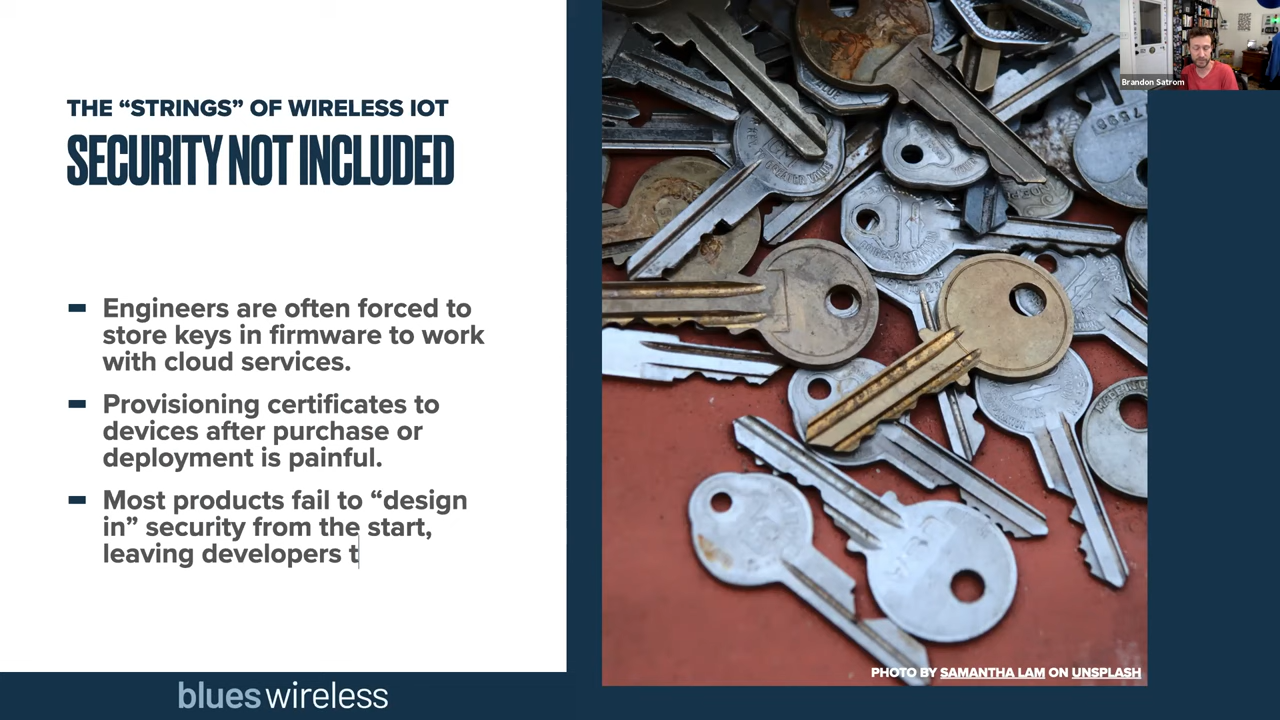 THE “STRINGS” OF WIRELESS IOT
SECURITY NOT INCLUDED
Engineers are often forced to
store keys in firmware to work
with cloud services.
Provisioning certificates to
devices after purchase or
deployment is painful.
Most products fail to “design
in” security from the start,
leaving developers t
PHOTO BY SAMANTHA LAM ON UNSPLASH
blues wireless
Brandon Satrom